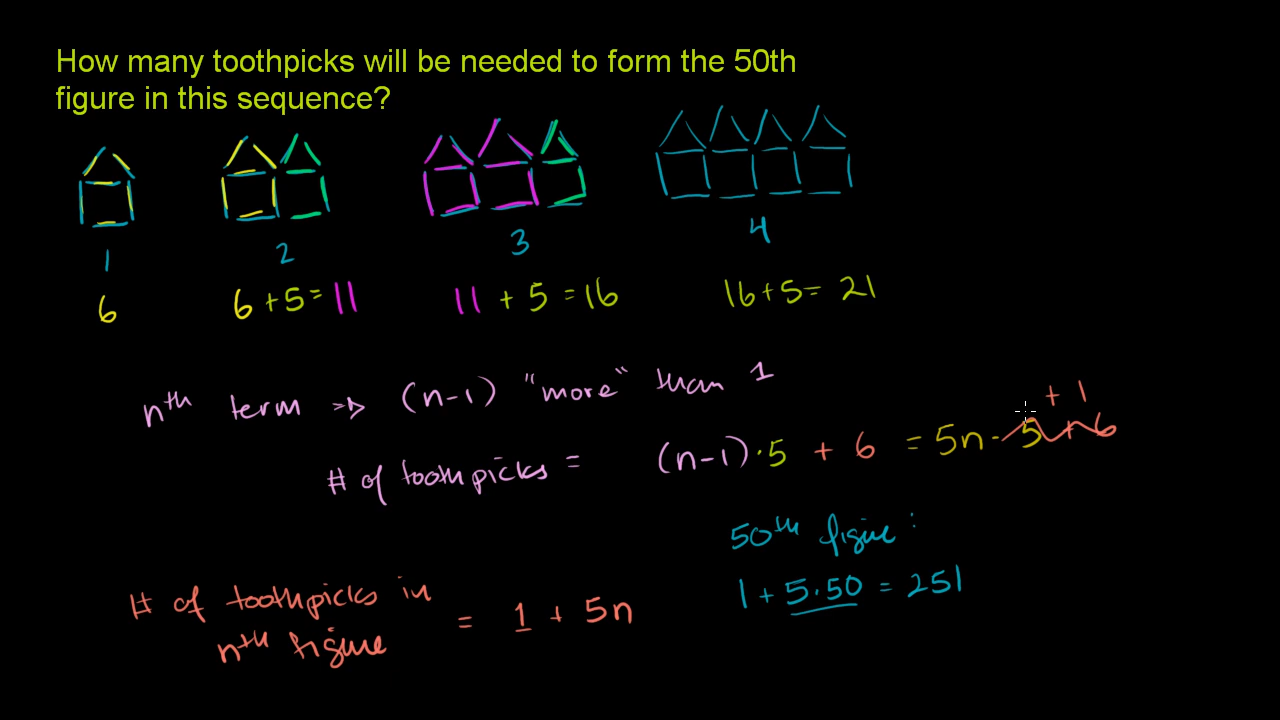 How many toothpicks will be needed to form the 50th
figure in this sequence?
1 2 3 4
6 6 + 5 = 11 11 + 5 = 16 16 + 5 = 21
nth term => (n-1) "more" than 1
+ 1
# of toothpicks = (n-1)·5 + 6 = 5n - 5 + 6
50th figure:
1 + 5·50 = 251
# of toothpicks in
nth figure = 1 + 5n